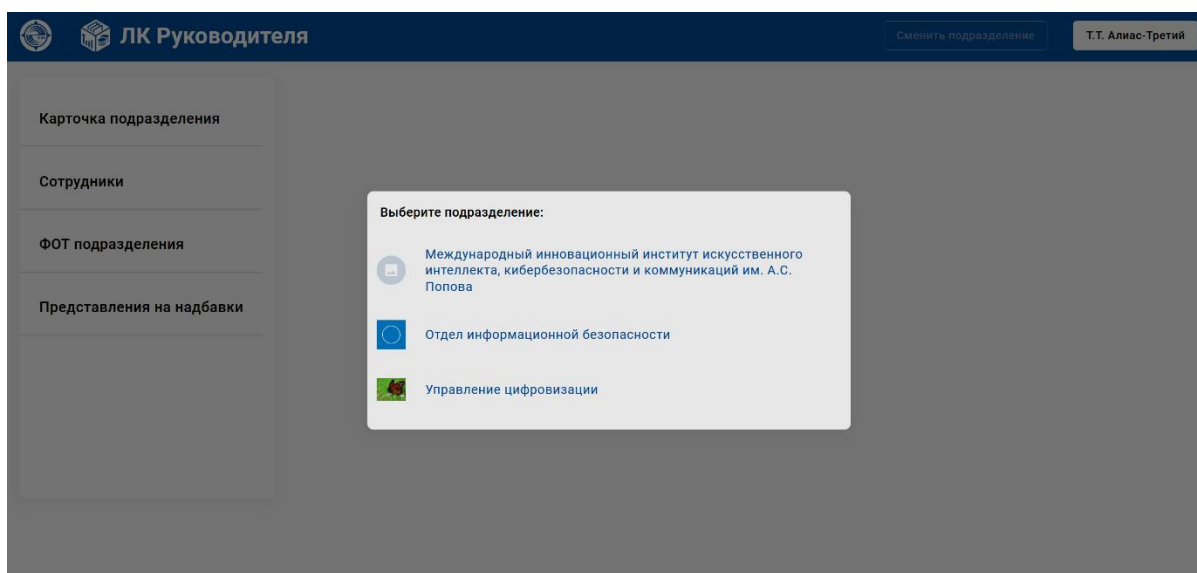 ЛК Руководителя
Сменить подразделение
Т.Т. Алиас-Третий
Карточка подразделения
Сотрудники
ФОТ подразделения
Представления на надбавки
Выберите подразделение:
Международный инновационный институт искусственного
интеллекта, кибербезопасности и коммуникаций им. А.С.
Попова
Отдел информационной безопасности
Управление цифровизации